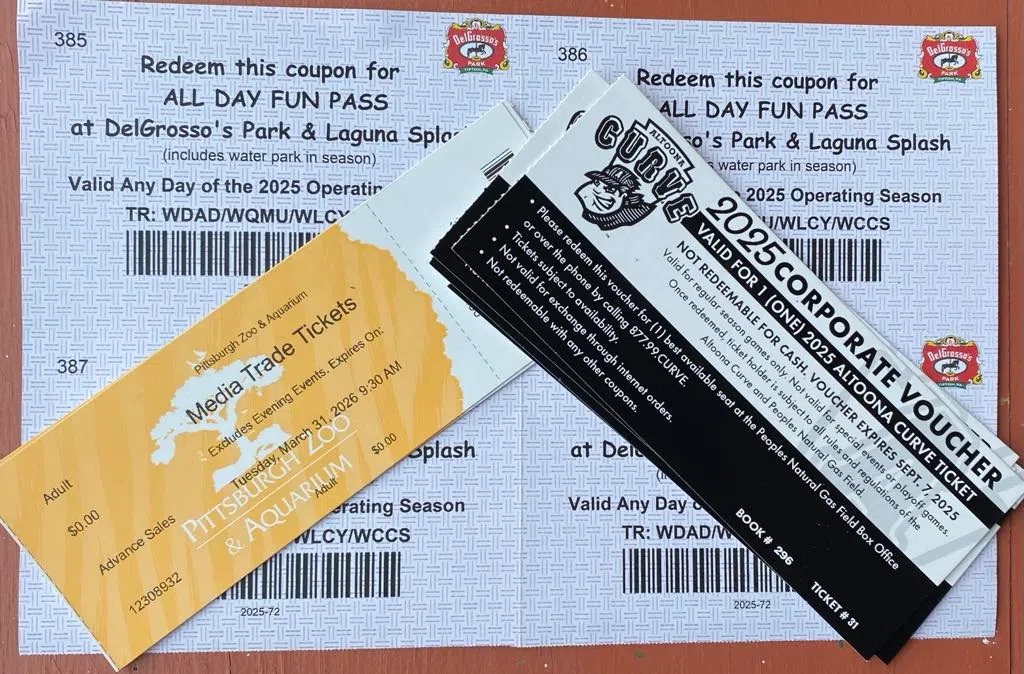 385
Redeem this coupon for
ALL DAY FUN PASS
at DelGrosso's Park & Laguna
(includes water park in season)
Valid Any Day of the 2025
TR: WDAD/WQMU/WLCY
DelGrosso's
PARK
TIPTON, PA
386
Redeem this coupon for
ALL DAY FUN PASS
Park & Laguna Splash
water park in season)
2025 Operating Season
/WLCY/WCCS
DelGrosso's
PARK
TIPTON, PA
387
Splash
Season
/WCCS
2025-72
DelGrosso's
PARK
TIPTON, PA
at
Valid Any Day
TR:
2025-72
Pittsburgh Zoo & Aquarium
Media Trade Tickets
Excludes Evening Events, Expires On:
Tuesday, March 31, 2026 9:30 AM
PITTSBURGH ZOO
& AQUARIUM
Adult
$0.00
Adult
$0.00
Advance Sales
12308932
ALTOONA
CURVE
2025 CORPORATE VOUCHER
VALID FOR 1 (ONE) 2025 ALTOONA CURVE TICKET
NOT REDEEMABLE FOR CASH. VOUCHER EXPIRES SEPT. 7, 2025
Valid for regular season games only. Not valid for special events or playoff games.
Once redeemed, ticket holder is subject to all rules and regulations of the
Altoona Curve and Peoples Natural Gas Field.
• Please redeem this voucher for (1) best available seat at the Peoples Natural Gas Field Box Office
or over the phone by calling 877.99.CURVE.
• Tickets subject to availability.
• Not valid for exchange through internet orders.
• Not redeemable with any other coupons.
BOOK # 296
TICKET # 31